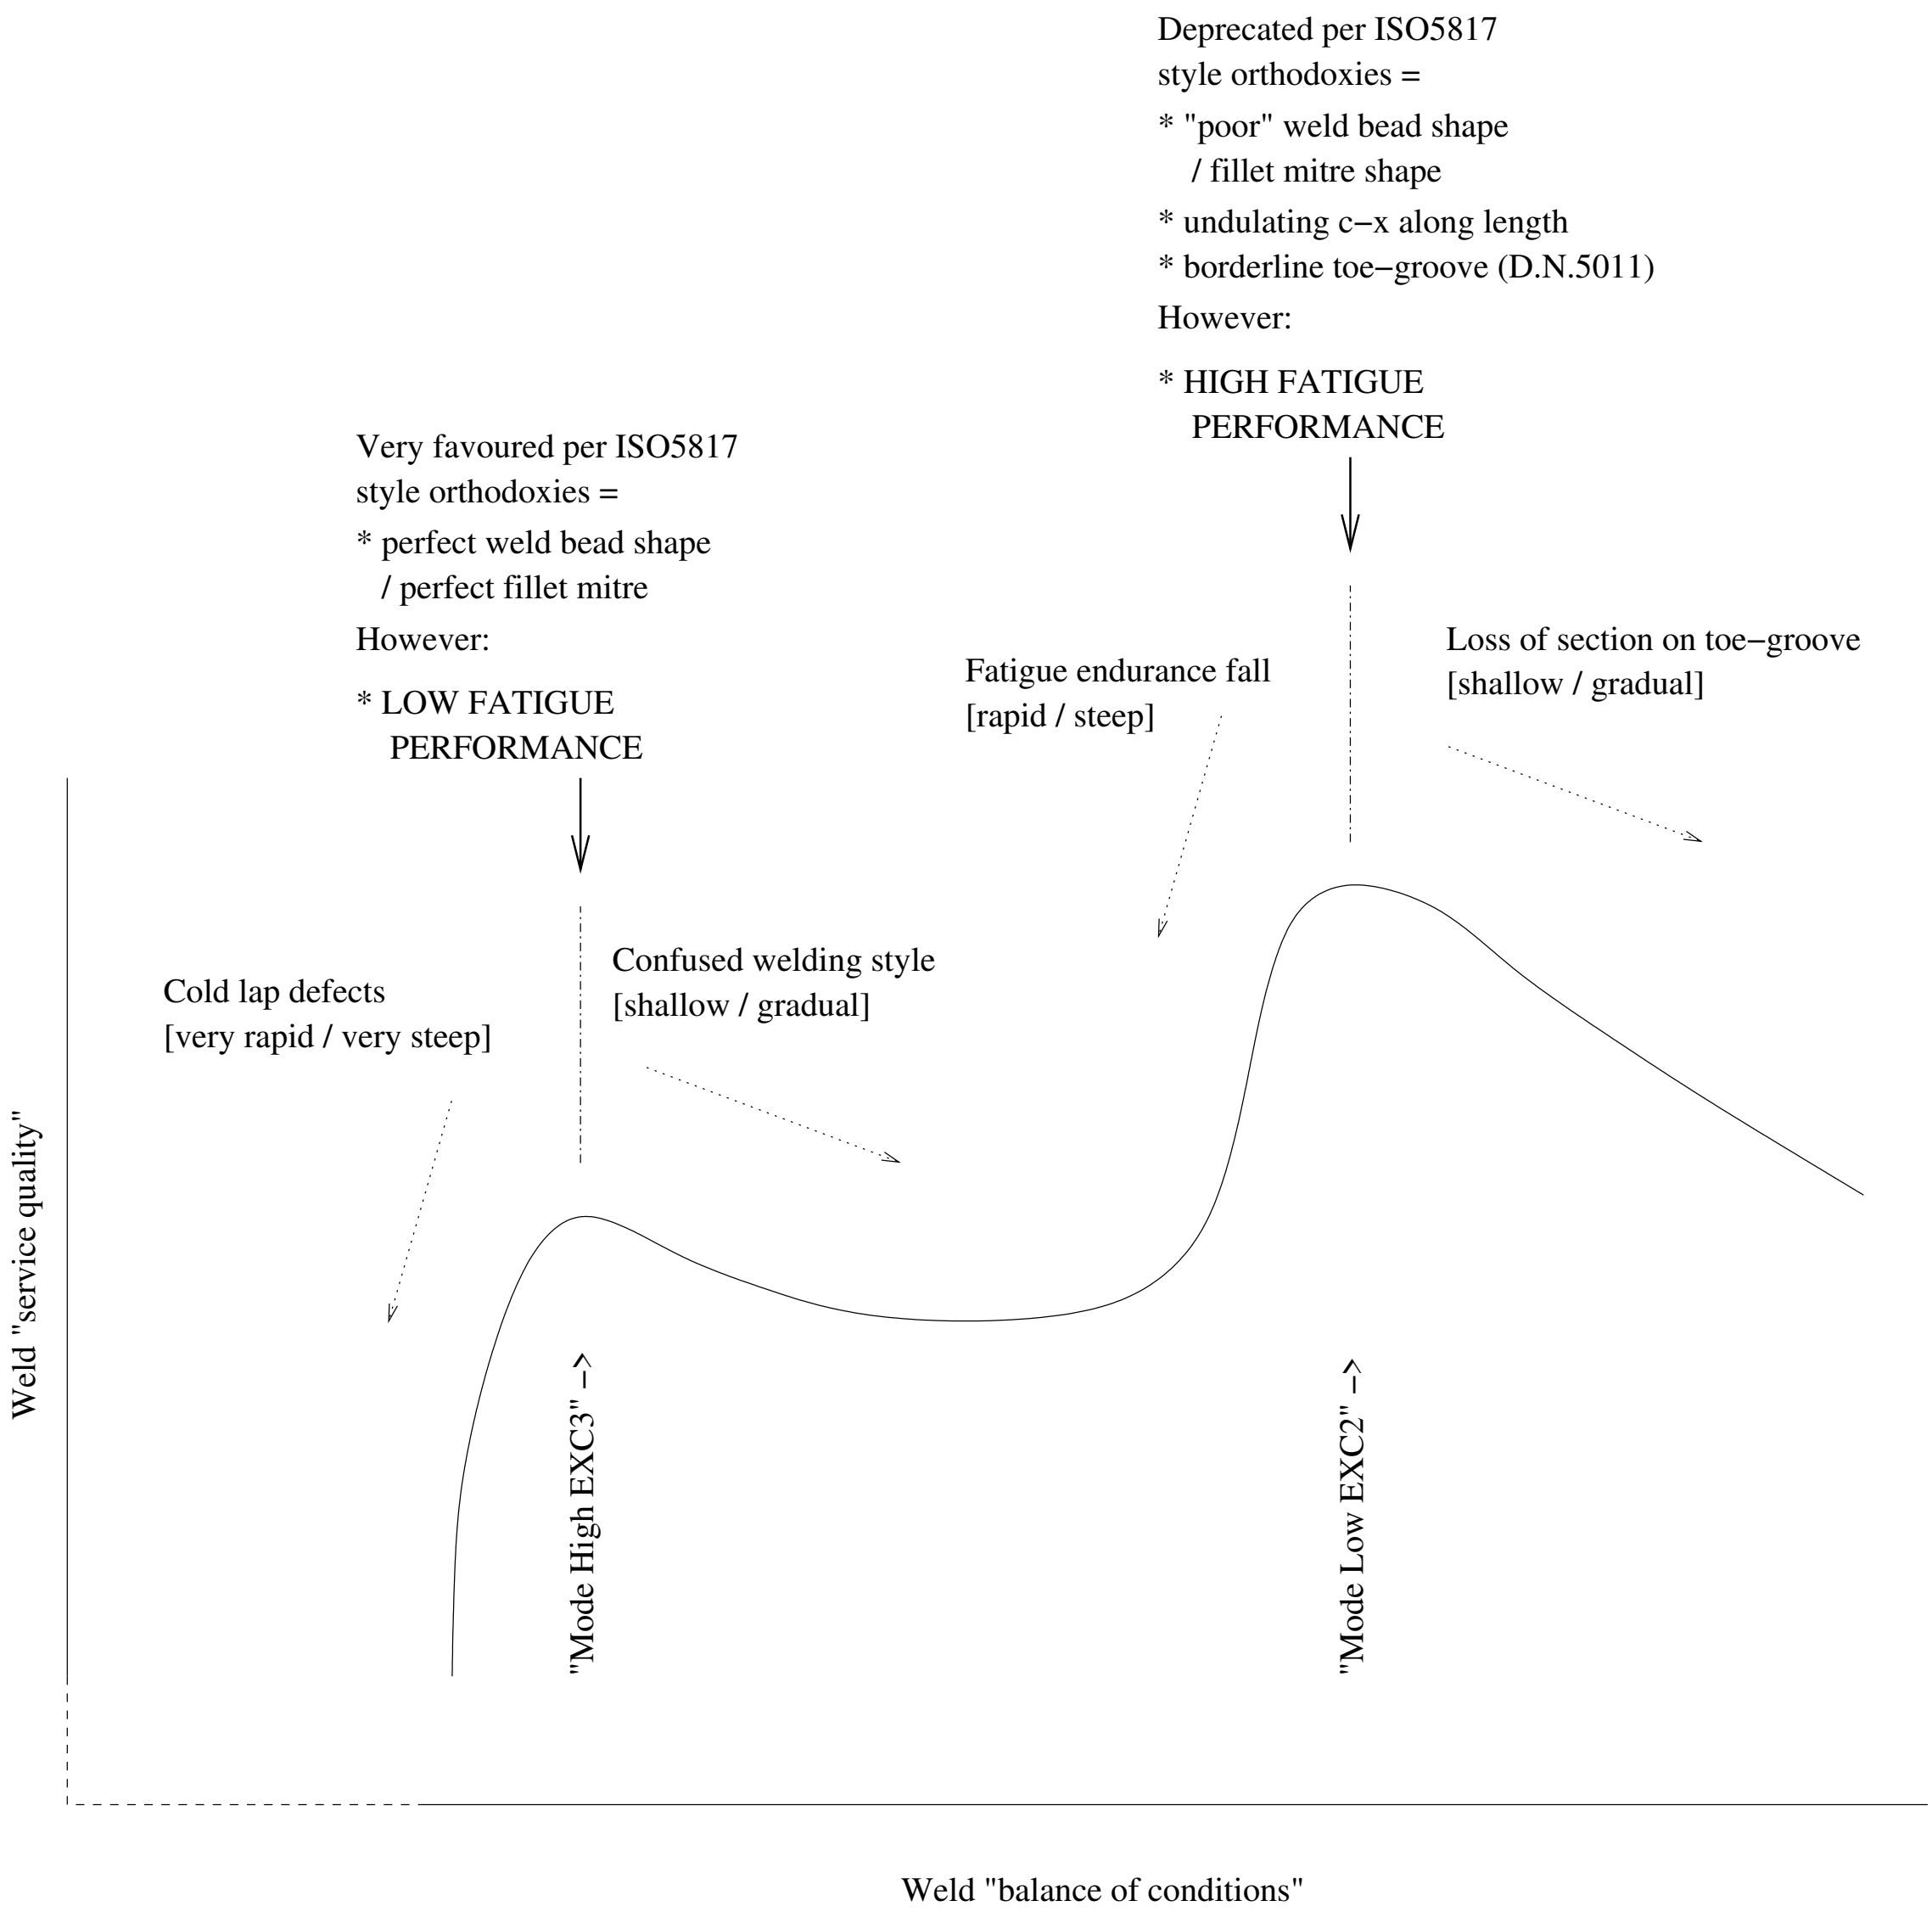 Deprecated per ISO5817
style orthodoxies =
* "poor" weld bead shape
/ fillet mitre shape
* undulating c−x along length
* borderline toe−groove (D.N.5011)
However:
* HIGH FATIGUE
PERFORMANCE
Very favoured per ISO5817
style orthodoxies =
* perfect weld bead shape
/ perfect fillet mitre
However:
* LOW FATIGUE
PERFORMANCE
Fatigue endurance fall
[rapid / steep]
Loss of section on toe−groove
[shallow / gradual]
Cold lap defects
[very rapid / very steep]
Confused welding style
[shallow / gradual]
Weld "service quality"
"Mode High EXC3" −>
"Mode Low EXC2" −>
Weld "balance of conditions"